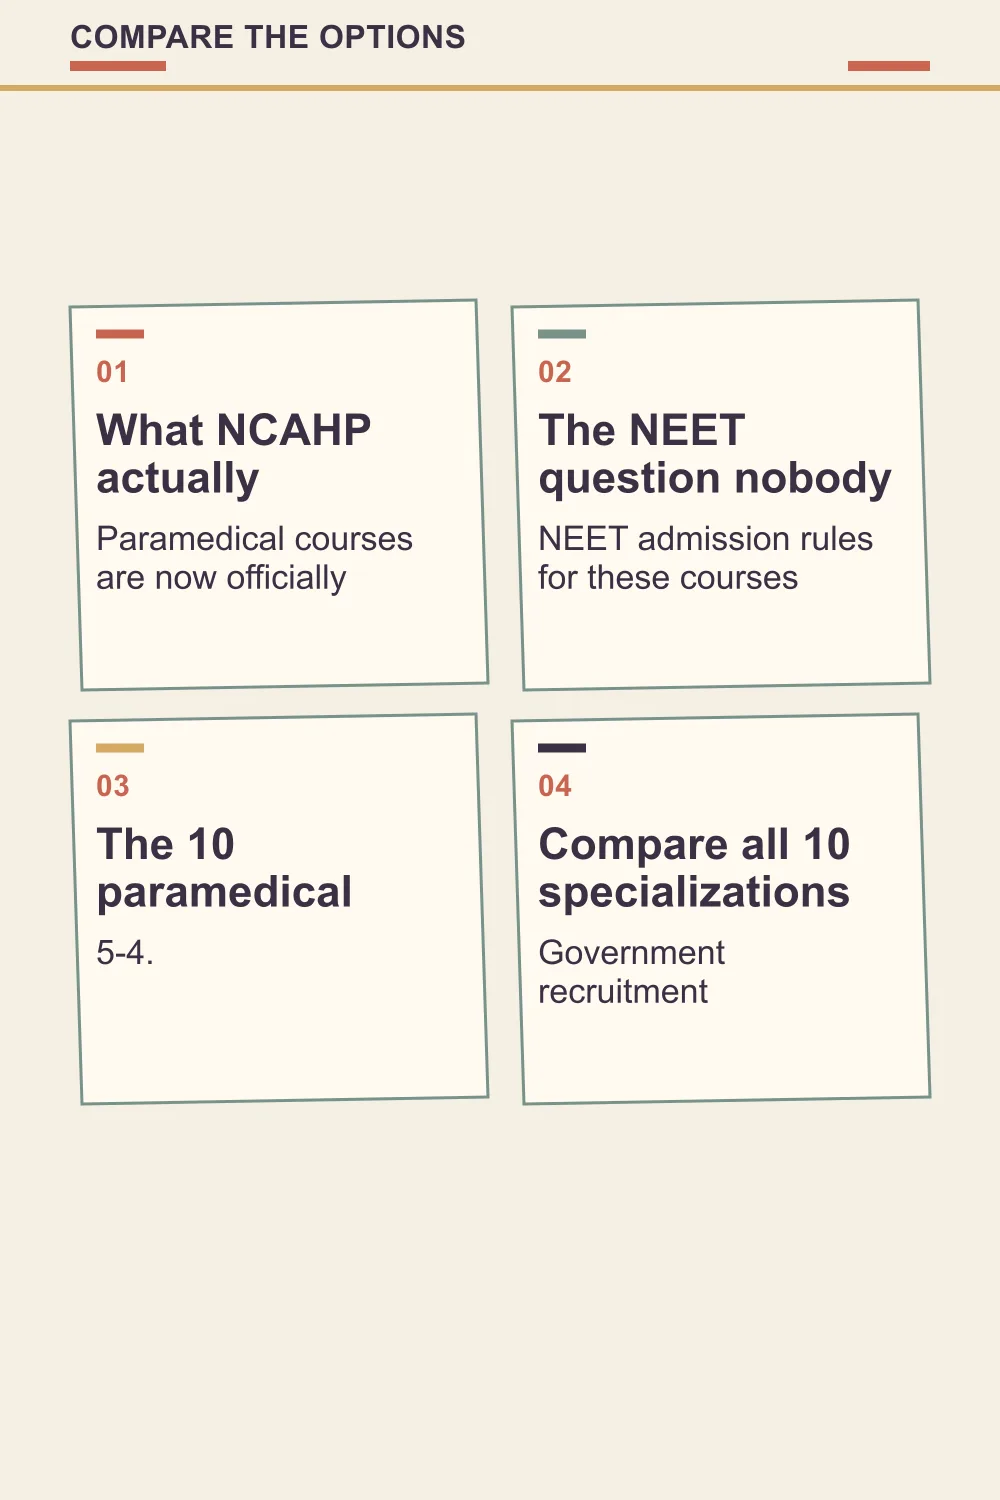 COMPARE THE OPTIONS
01
What NCAHP
actually
Paramedical courses
are now officially
02
The NEET
question nobody
NEET admission rules
for these courses
03
The 10
paramedical
5-4.
04
Compare all 10
specializations
Government
recruitment